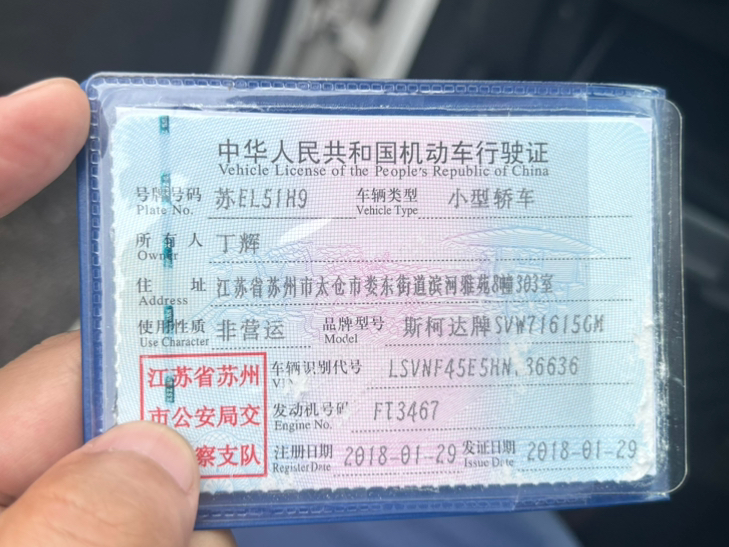 中华人民共和国机动车行驶证
Vehicle License of the People's Republic of China
号牌号码 苏EL51H9 车辆类型 小型轿车
Plate No. Vehicle Type
所有人 丁辉
Owner
住址 江苏省苏州市太仓市娄东街道滨河雅苑8幢303室
Address
使用性质 非营运 品牌型号 斯柯达牌SVW71615GM
Use Character Model
江苏省苏州 车辆识别代号 LSVNF45E5HN 36636
VIN
市公安局交 发动机号码 FT3467
Engine No.
察支队 注册日期 2018-01-29 发证日期 2018-01-29
Register Date Issue Date